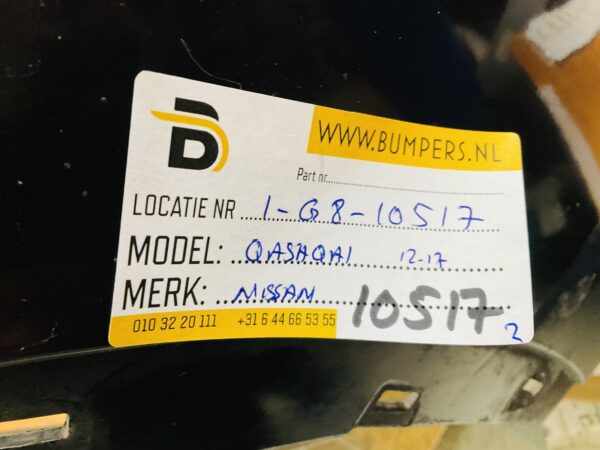 WWW.BUMPERS.NL
Part nr
LOCATIE NR 1-G8-10517
MODEL: QASHQAI 12-17
MERK: NISSAN 10517 2
010 32 20 111 +31 6 44 66 53 55